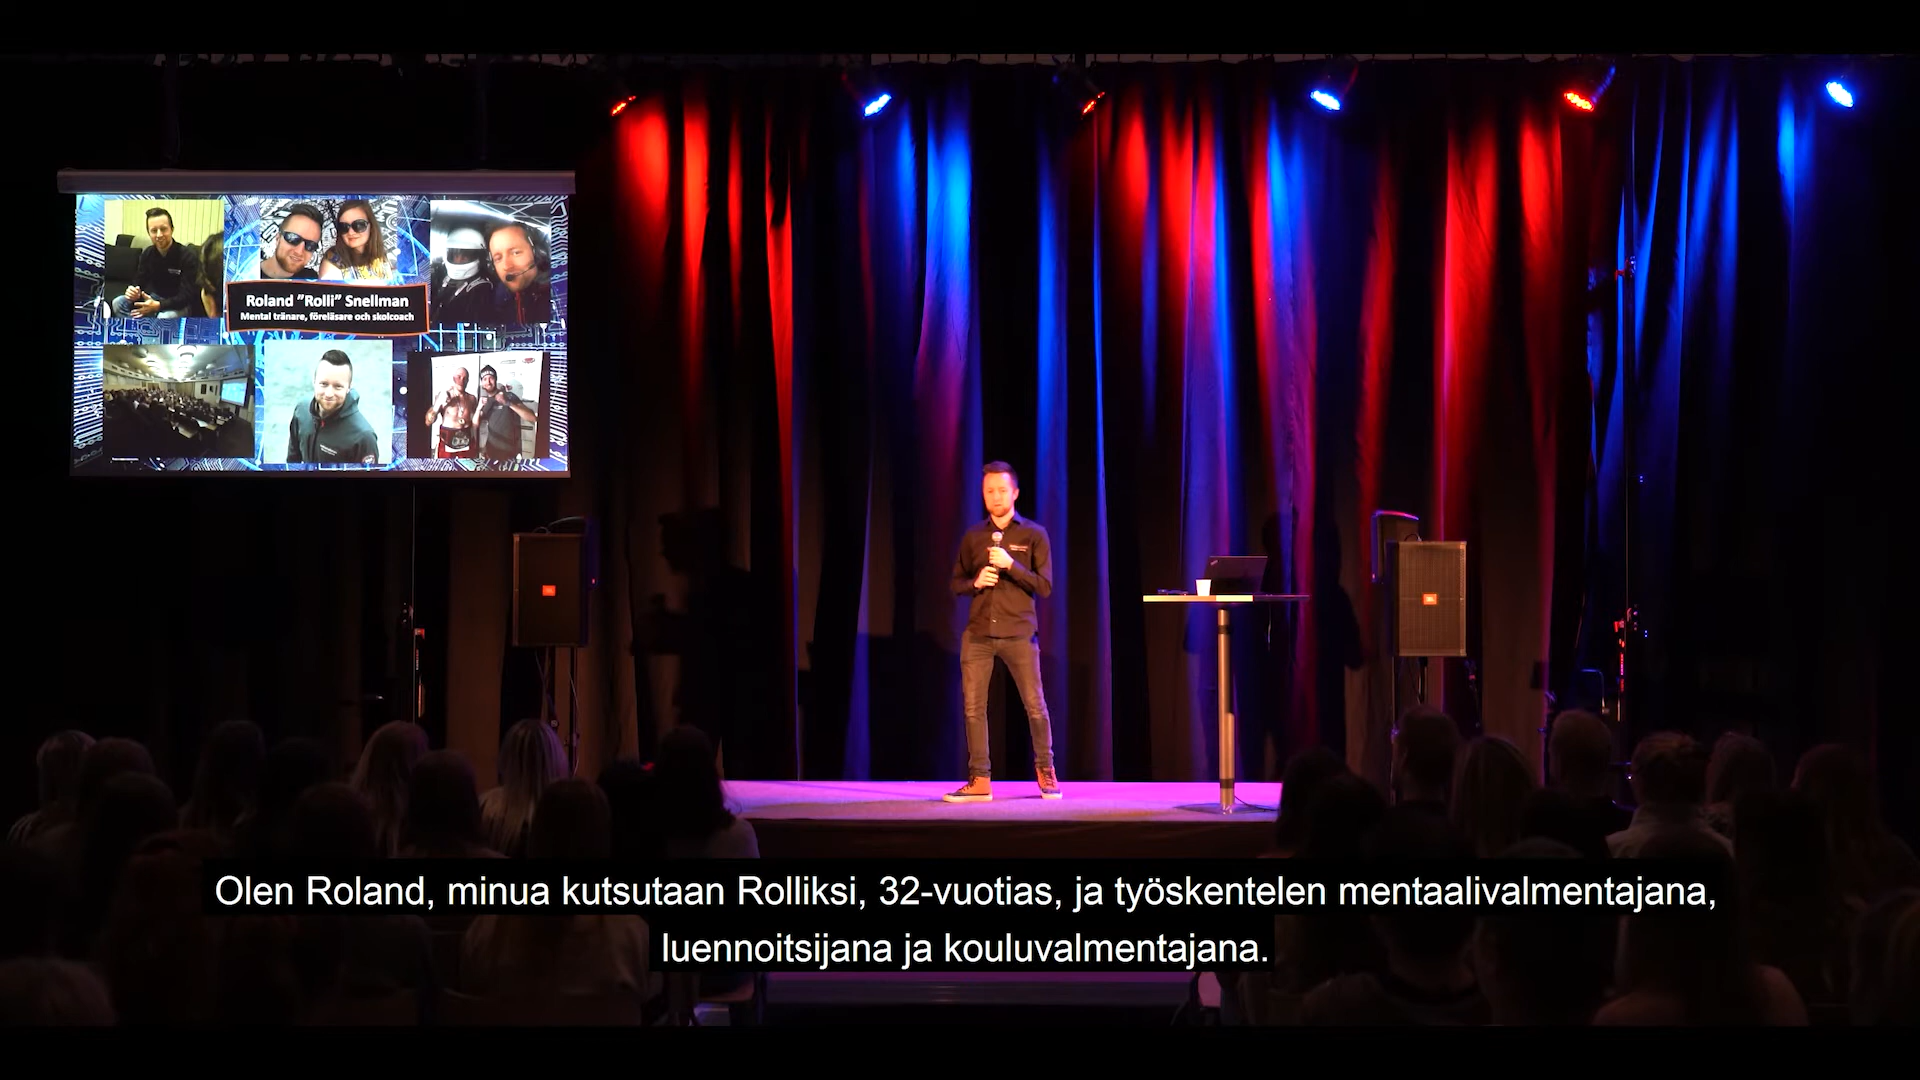 Roland ”Rolli” Snellman
Mental tränare, föreläsare och skolcoach
Olen Roland, minua kutsutaan Rolliksi, 32-vuotias, ja työskentelen mentaalivalmentajana,
luennoitsijana ja kouluvalmentajana.